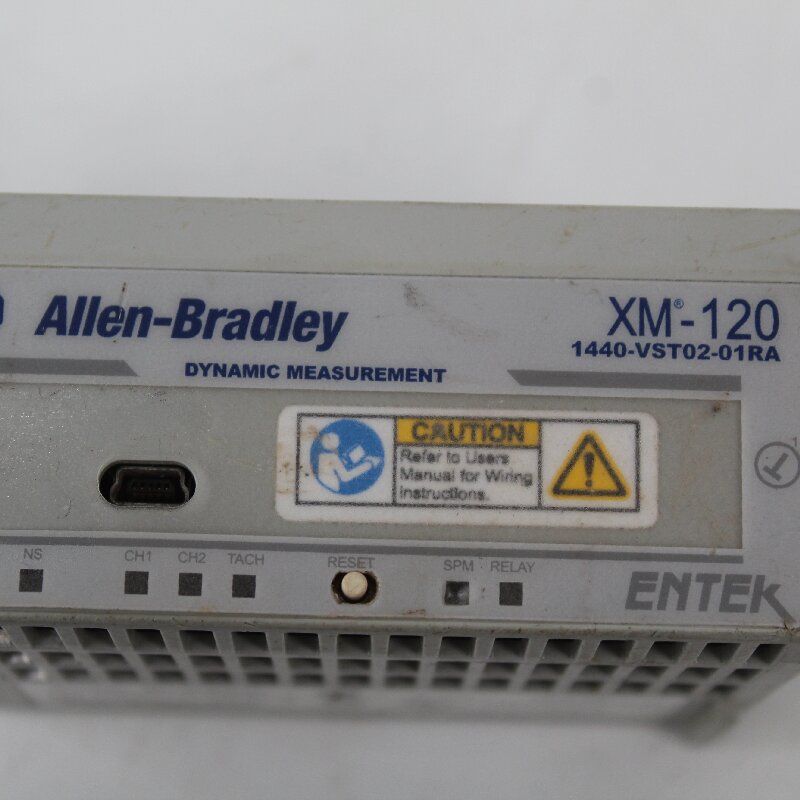 Allen-Bradley
XM®-120
1440-VST02-01RA
DYNAMIC MEASUREMENT
CAUTION
Refer to Users
Manual for Wiring
Instructions.
NS CH1 CH2 TACH RESET SPM RELAY
ENTEK